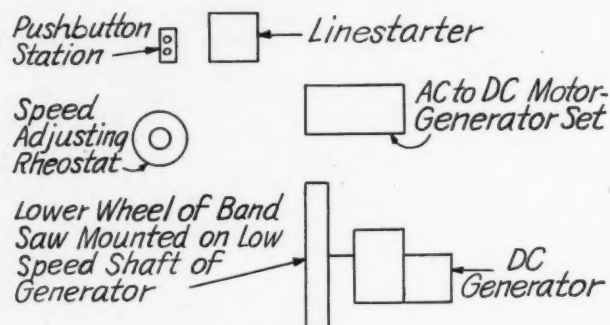 Pushbutton
Station
Linestarter
Speed
Adjusting
Rheostat
AC to DC Motor-
Generator Set
Lower Wheel of Band
Saw Mounted on Low
Speed Shaft of
Generator
DC
Generator